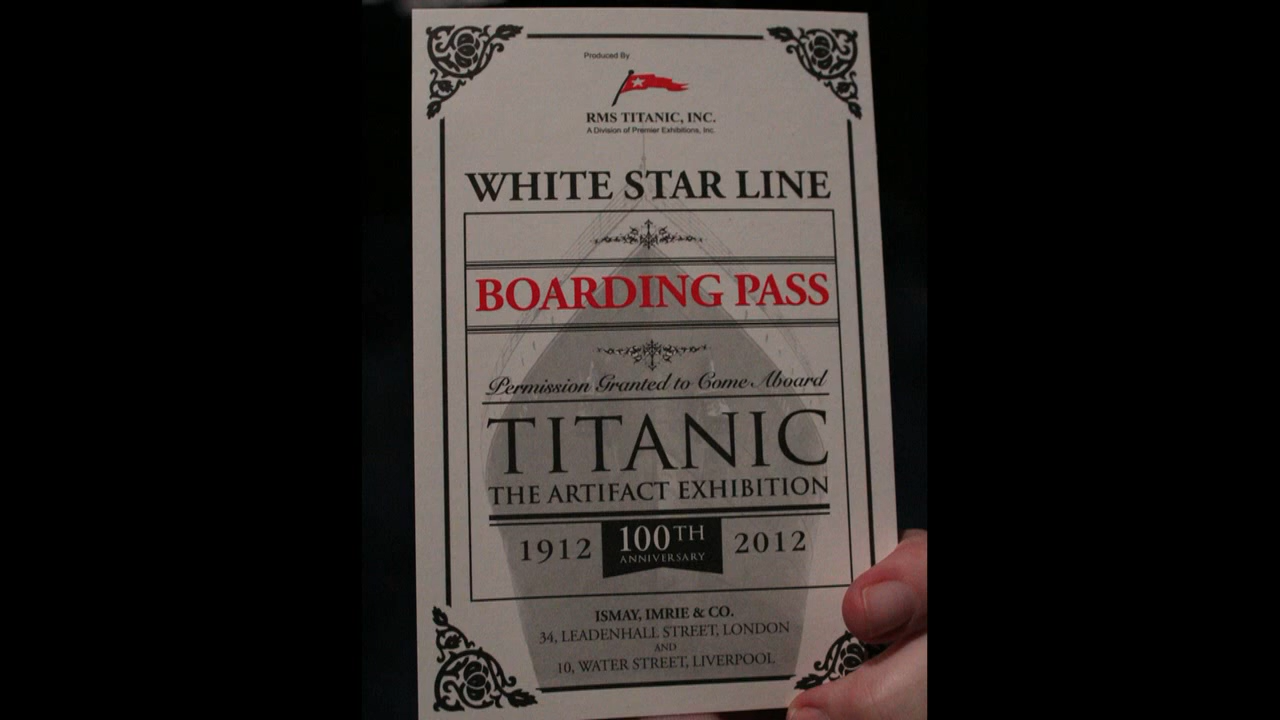 Produced By
RMS TITANIC, INC.
A Division of Premier Exhibitions, Inc.
WHITE STAR LINE
BOARDING PASS
Permission Granted to Come Aboard
TITANIC
THE ARTIFACT EXHIBITION
1912 100TH ANNIVERSARY 2012
ISMAY, IMRIE & CO.
34, LEADENHALL STREET, LONDON
AND
10, WATER STREET, LIVERPOOL